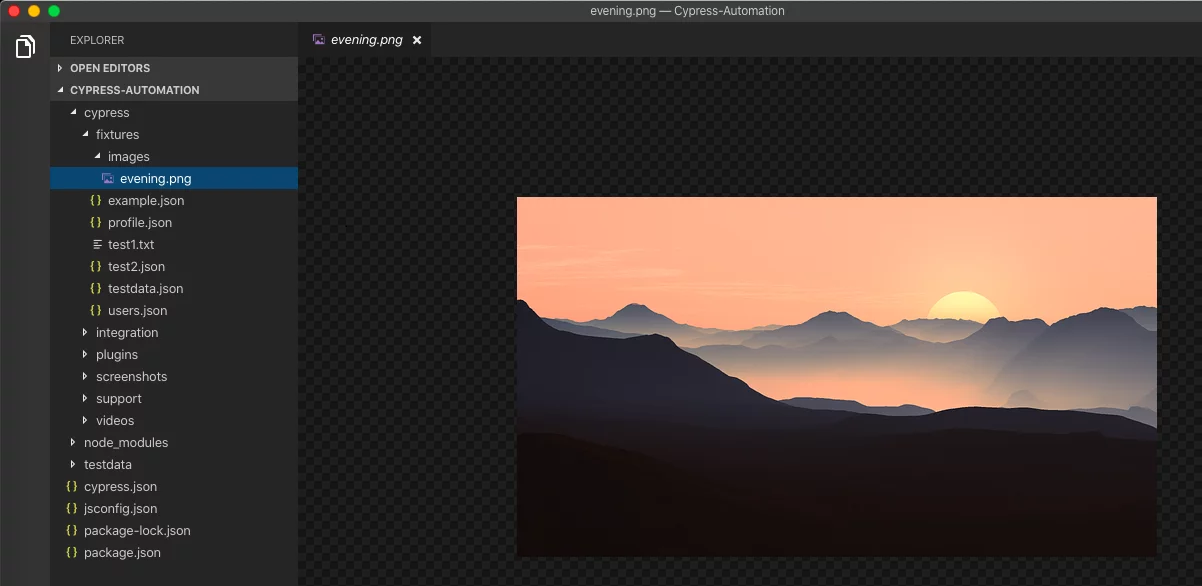 evening.png — Cypress-Automation
EXPLORER
evening.png
OPEN EDITORS
CYPRESS-AUTOMATION
cypress
fixtures
images
evening.png
example.json
profile.json
test1.txt
test2.json
testdata.json
users.json
integration
plugins
screenshots
support
videos
node_modules
testdata
cypress.json
jsconfig.json
package-lock.json
package.json